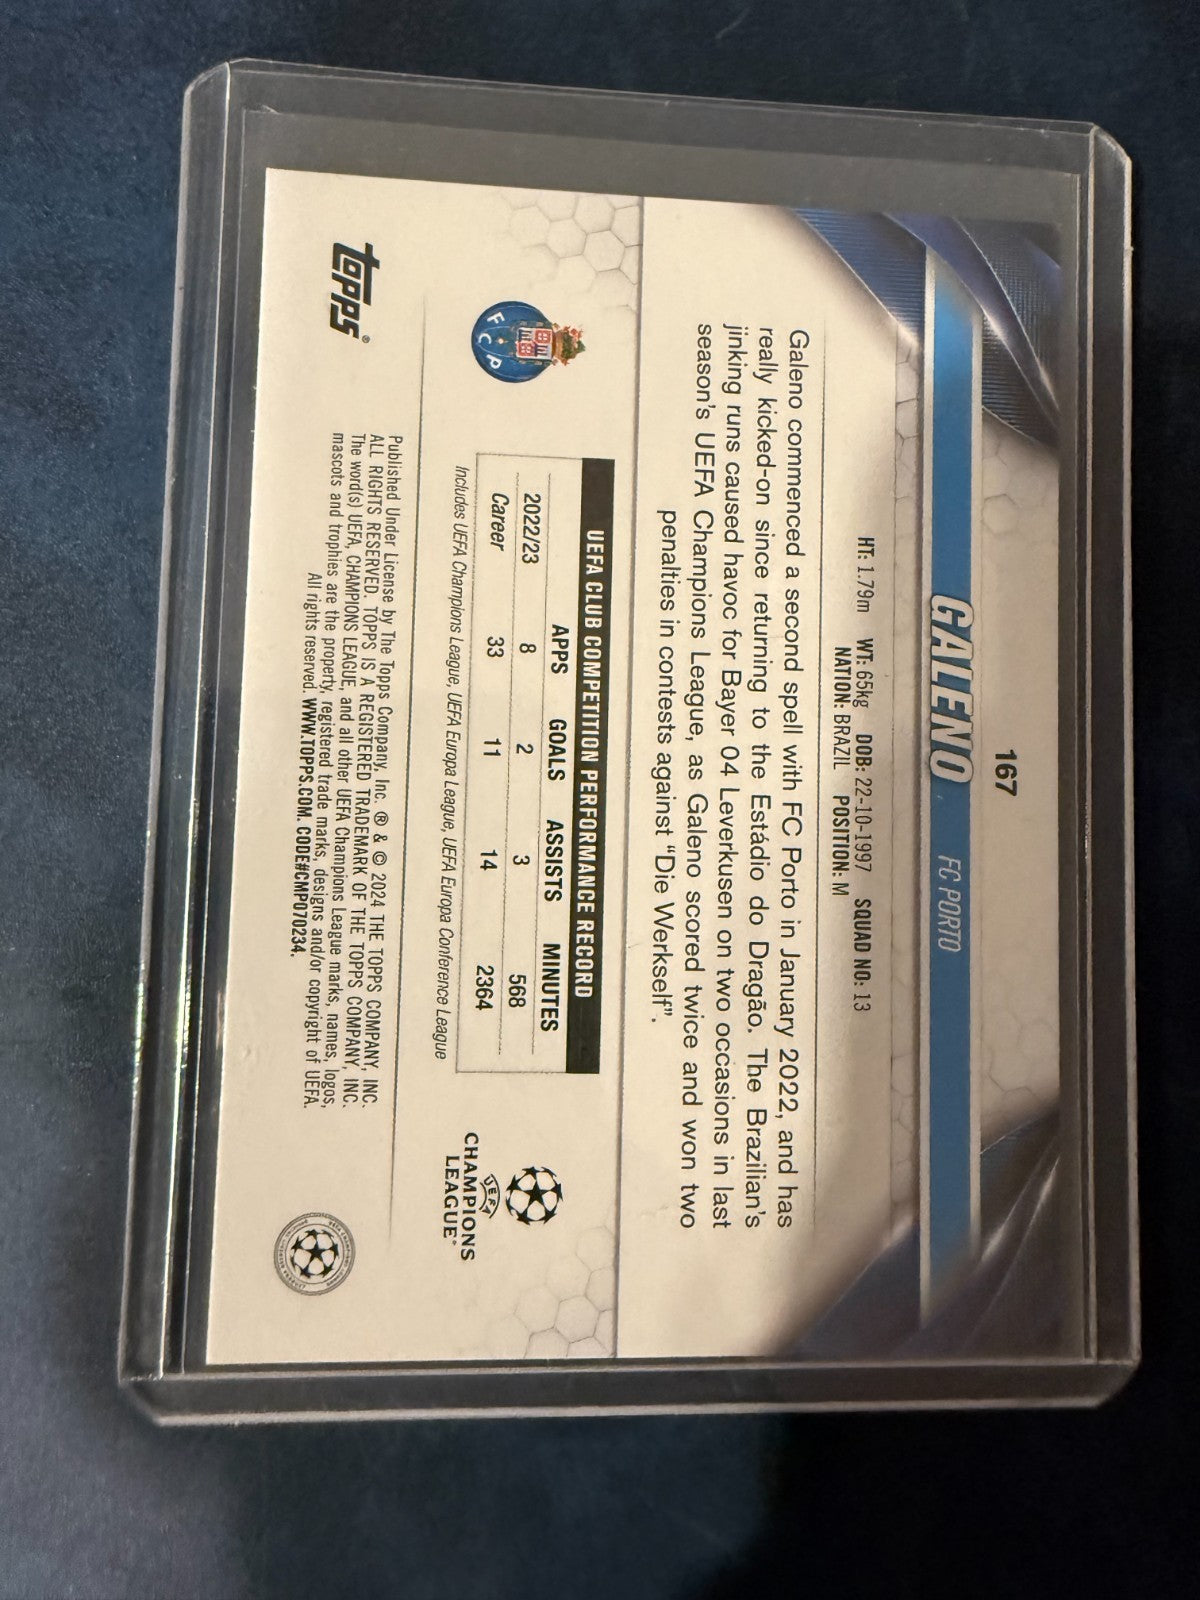 167
GALENO FC PORTO
HT: 1.79m WT: 65kg DOB: 22-10-1997 SQUAD NO: 13
NATION: BRAZIL POSITION: M
Galeno commenced a second spell with FC Porto in January 2022, and has
really kicked-on since returning to the Estádio do Dragão. The Brazilian's
jinking runs caused havoc for Bayer 04 Leverkusen on two occasions in last
season's UEFA Champions League, as Galeno scored twice and won two
penalties in contests against "Die Werkself".
UEFA CLUB COMPETITION PERFORMANCE RECORD
APPS GOALS ASSISTS MINUTES
2022/23 8 2 3 568
Career 33 11 14 2364
Includes UEFA Champions League, UEFA Europa League, UEFA Europa Conference League
FCP
UEFA
CHAMPIONS
LEAGUE®
topps®
Published Under License by The Topps Company, Inc. ® & © 2024 THE TOPPS COMPANY, INC.
ALL RIGHTS RESERVED. TOPPS IS A REGISTERED TRADEMARK OF THE TOPPS COMPANY, INC.
The word(s) UEFA, CHAMPIONS LEAGUE, and all other UEFA Champions League marks, names, logos,
mascots and trophies are the property, registered trade marks, designs and/or copyright of UEFA.
All rights reserved. WWW.TOPPS.COM. CODE#CMP070234.